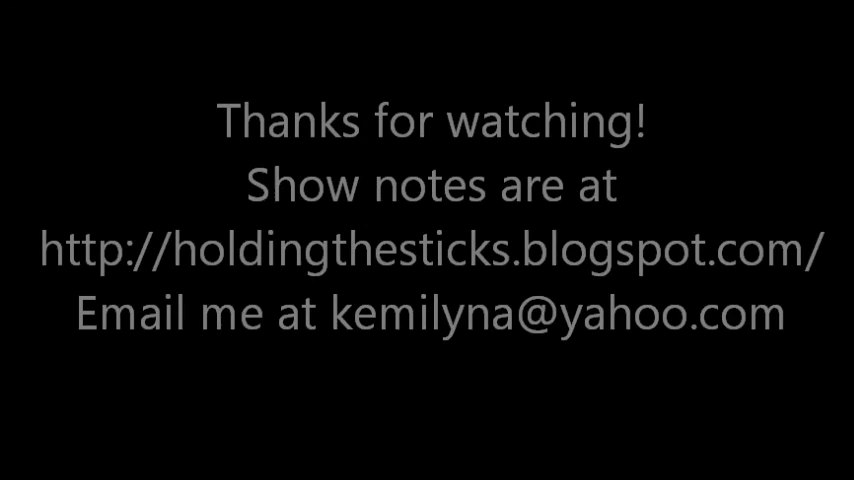 Thanks for watching!
Show notes are at
http://holdingthesticks.blogspot.com/
Email me at kemilyna@yahoo.com